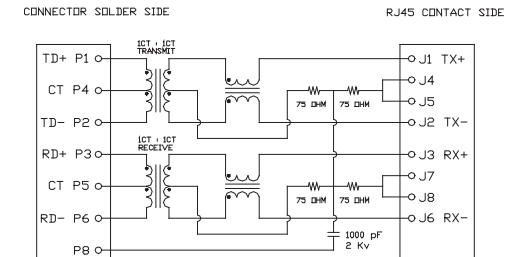 CONNECTOR SOLDER SIDE
RJ45 CONTACT SIDE
1CT : 1CT
TRANSMIT
TD+ P1
J1 TX+
J4
CT P4
75 OHM 75 OHM
J5
TD- P2
J2 TX-
1CT : 1CT
RECEIVE
RD+ P3
J3 RX+
J7
CT P5
75 OHM 75 OHM
J8
RD- P6
J6 RX-
1000 pF
2 Kv
P8